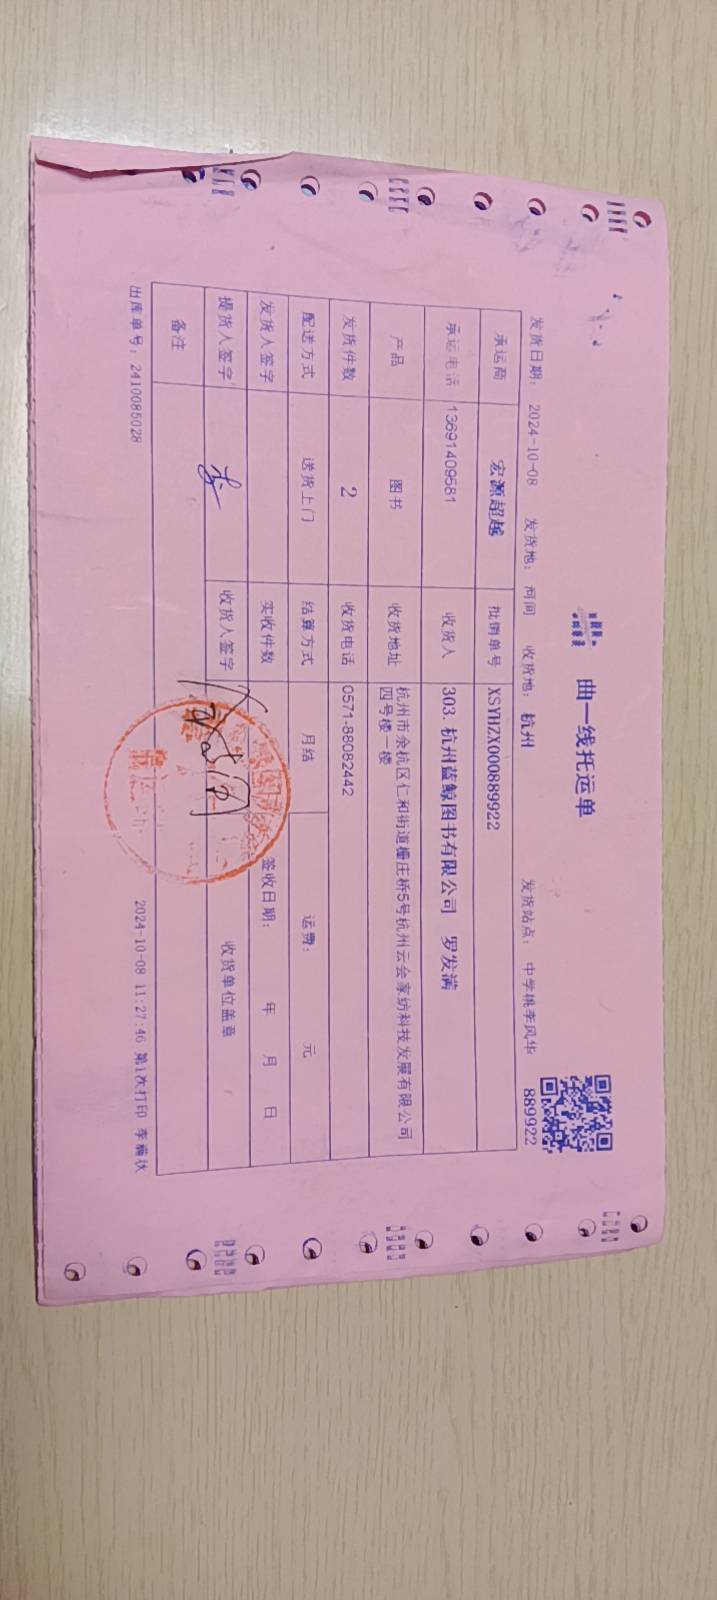 曲一线托运单
889922
发货日期： 2024-10-08 发货地： 河间 收货地： 杭州 发货站点： 中学桃李风华
承运商 宏源超越 批销单号 XSYHZX000889922
承运电话 13691409581 收货人 303. 杭州蓝鲸图书有限公司 罗发满
产品 图书 收货地址 杭州市余杭区仁和街道栅庄桥5号杭州云会家纺科技发展有限公司
四号楼一楼
发货件数 2 收货电话 0571-88082442
配送方式 送货上门 结算方式 月结 运费： 元
发货人签字 实收件数 签收日期： 年 月 日
提货人签字 收货人签字 收货单位盖章
备注
出库单号：2410085028 2024-10-08 11:27:46 第1次打印 李